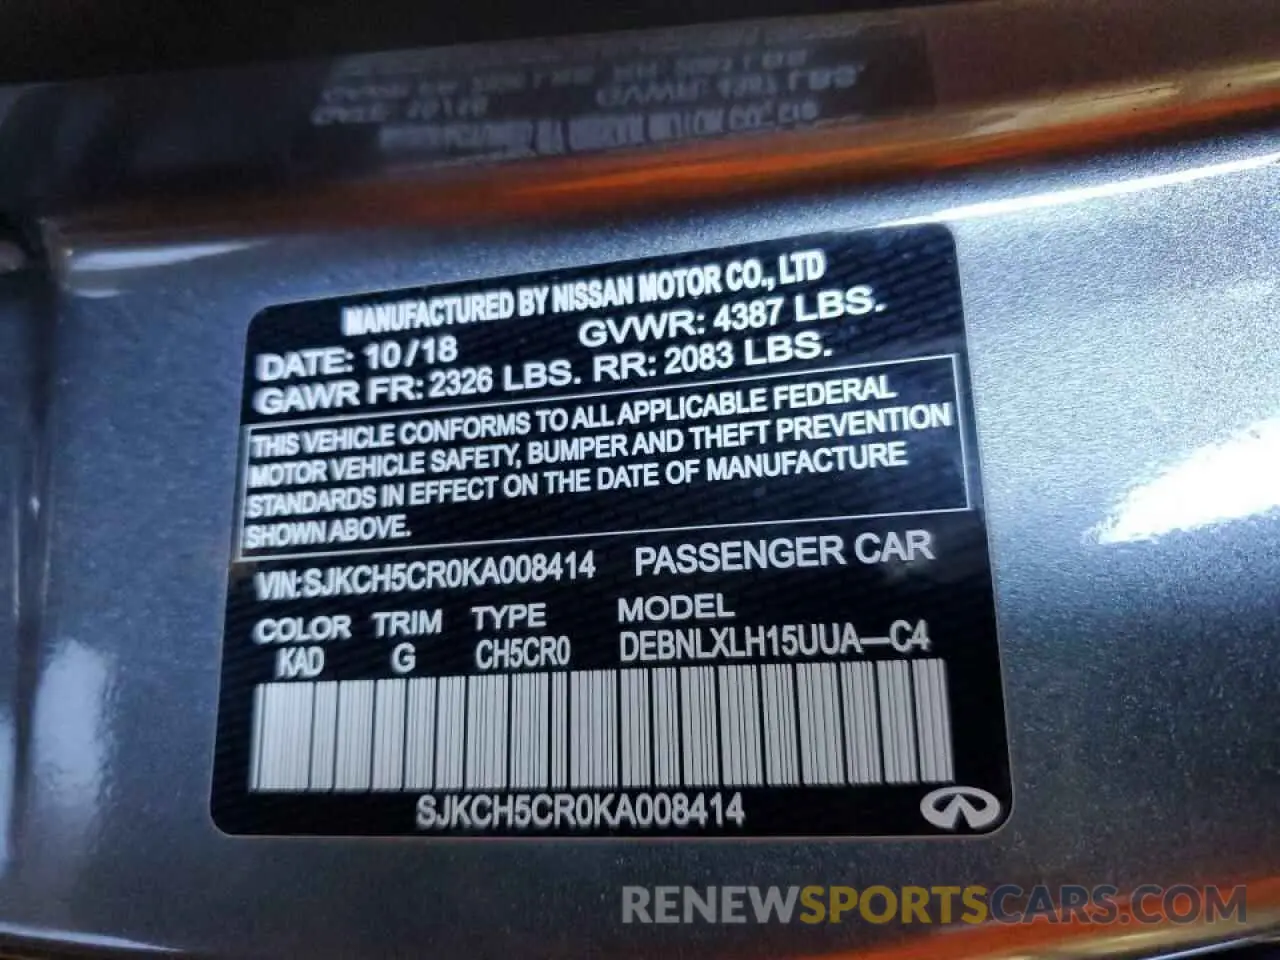 MANUFACTURED BY NISSAN MOTOR CO., LTD
DATE: 10/18 GVWR: 4387 LBS.
GAWR FR: 2326 LBS. RR: 2083 LBS.
THIS VEHICLE CONFORMS TO ALL APPLICABLE FEDERAL
MOTOR VEHICLE SAFETY, BUMPER AND THEFT PREVENTION
STANDARDS IN EFFECT ON THE DATE OF MANUFACTURE
SHOWN ABOVE.
VIN:SJKCH5CR0KA008414 PASSENGER CAR
COLOR TRIM TYPE MODEL
KAD G CH5CR0 DEBNLXLH15UUA-C4
SJKCH5CR0KA008414
RENEWSPORTSCARS.COM